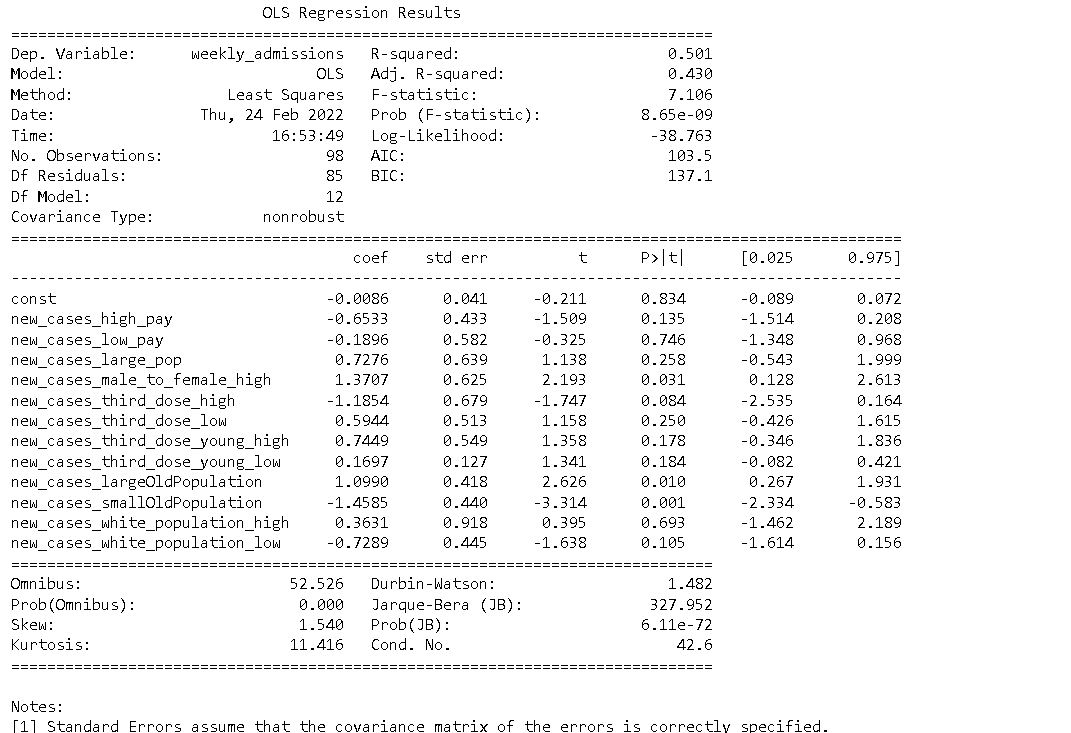 OLS Regression Results
==============================================================================
Dep. Variable:      weekly_admissions   R-squared:                       0.501
Model:                            OLS   Adj. R-squared:                  0.430
Method:                 Least Squares   F-statistic:                     7.106
Date:                Thu, 24 Feb 2022   Prob (F-statistic):           8.65e-09
Time:                        16:53:49   Log-Likelihood:                -38.763
No. Observations:                  98   AIC:                             103.5
Df Residuals:                      85   BIC:                             137.1
Df Model:                          12
Covariance Type:            nonrobust
===================================================================================================
                                      coef    std err          t      P>|t|      [0.025      0.975]
---------------------------------------------------------------------------------------------------
const                              -0.0086      0.041     -0.211      0.834      -0.089       0.072
new_cases_high_pay                 -0.6533      0.433     -1.509      0.135      -1.514       0.208
new_cases_low_pay                  -0.1896      0.582     -0.325      0.746      -1.348       0.968
new_cases_large_pop                 0.7276      0.639      1.138      0.258      -0.543       1.999
new_cases_male_to_female_high       1.3707      0.625      2.193      0.031       0.128       2.613
new_cases_third_dose_high          -1.1854      0.679     -1.747      0.084      -2.535       0.164
new_cases_third_dose_low            0.5944      0.513      1.158      0.250      -0.426       1.615
new_cases_third_dose_young_high     0.7449      0.549      1.358      0.178      -0.346       1.836
new_cases_third_dose_young_low      0.1697      0.127      1.341      0.184      -0.082       0.421
new_cases_largeOldPopulation        1.0990      0.418      2.626      0.010       0.267       1.931
new_cases_smallOldPopulation       -1.4585      0.440     -3.314      0.001      -2.334      -0.583
new_cases_white_population_high     0.3631      0.918      0.395      0.693      -1.462       2.189
new_cases_white_population_low     -0.7289      0.445     -1.638      0.105      -1.614       0.156
==============================================================================
Omnibus:                       52.526   Durbin-Watson:                   1.482
Prob(Omnibus):                  0.000   Jarque-Bera (JB):              327.952
Skew:                           1.540   Prob(JB):                     6.11e-72
Kurtosis:                      11.416   Cond. No.                         42.6
==============================================================================
Notes:
[1] Standard Errors assume that the covariance matrix of the errors is correctly specified.